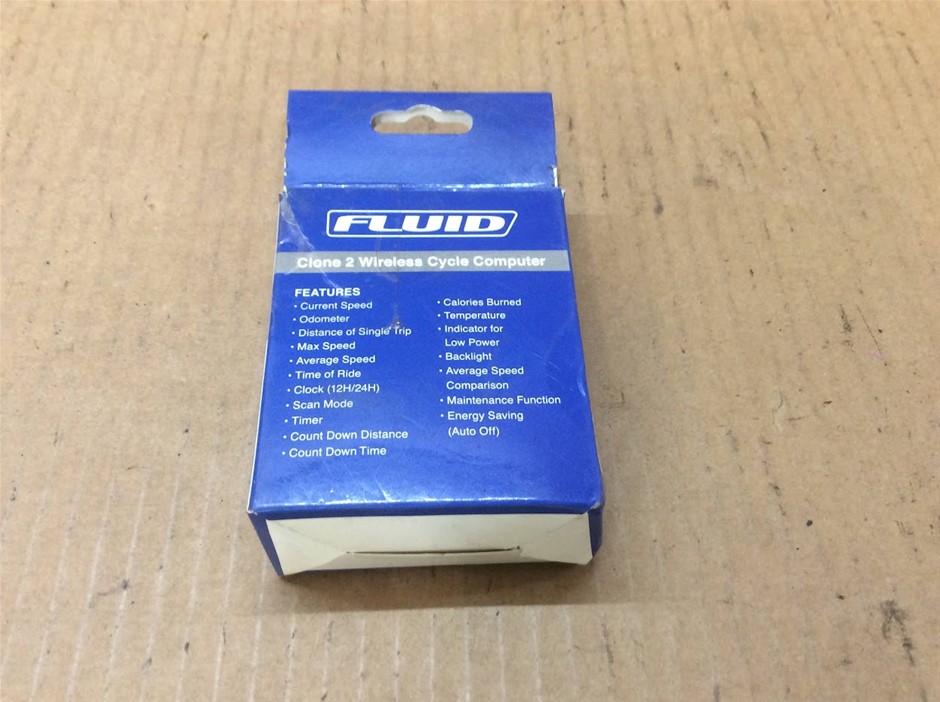 FLUID
Clone 2 Wireless Cycle Computer
FEATURES
• Current Speed
• Odometer
• Distance of Single Trip
• Max Speed
• Average Speed
• Time of Ride
• Clock (12H/24H)
• Scan Mode
• Timer
• Count Down Distance
• Count Down Time
• Calories Burned
• Temperature
• Indicator for
Low Power
• Backlight
• Average Speed
Comparison
• Maintenance Function
• Energy Saving
(Auto Off)